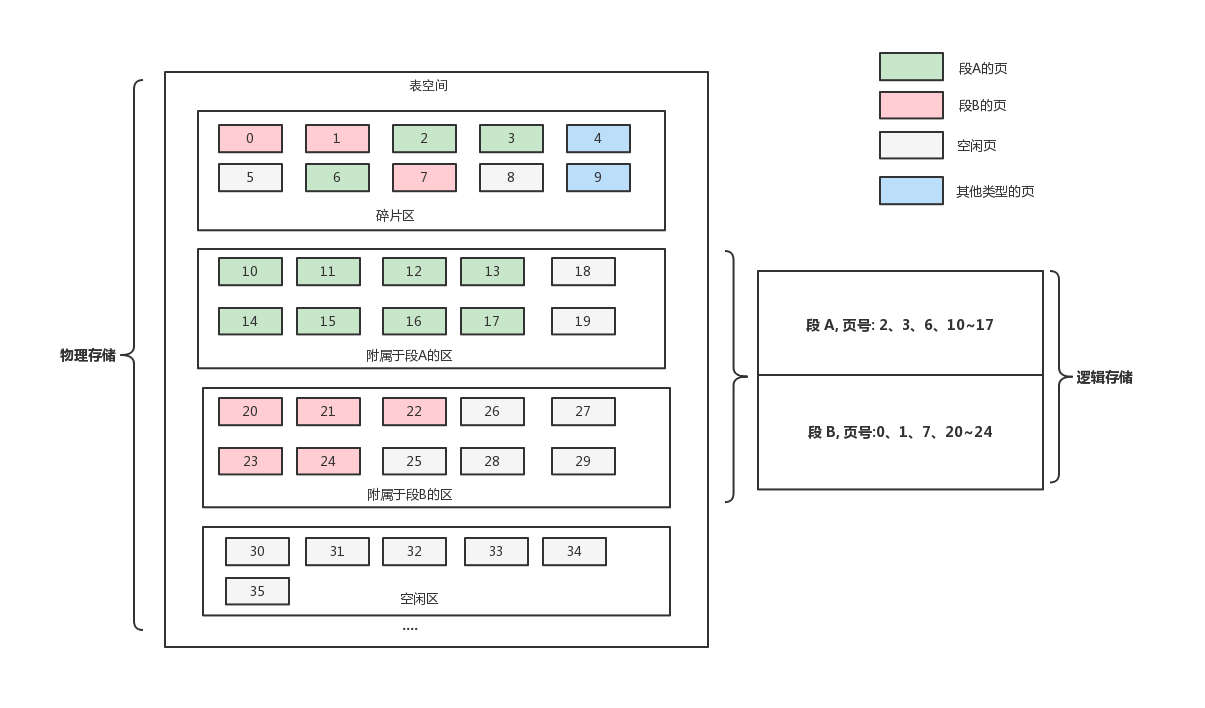 表空间
0 1 2 3 4
5 6 7 8 9
碎片区
10 11 12 13 18
14 15 16 17 19
附属于段A的区
20 21 22 26 27
23 24 25 28 29
附属于段B的区
30 31 32 33 34
35
空闲区
....
物理存储
段A的页
段B的页
空闲页
其他类型的页
段 A, 页号: 2、3、6、10~17
段 B, 页号:0、1、7、20~24
逻辑存储